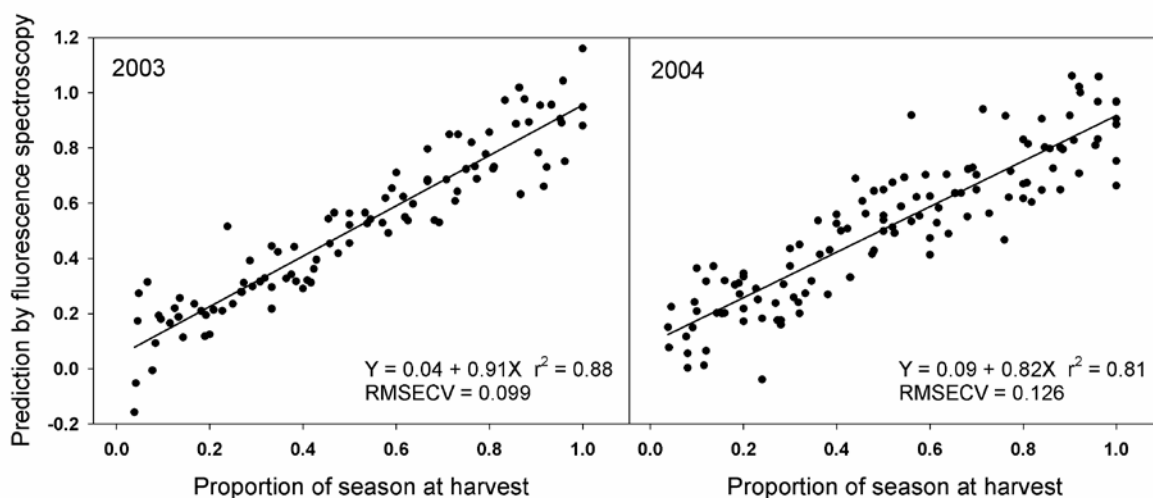 Prediction by fluorescence spectroscopy
1.2
1.0
0.8
0.6
0.4
0.2
0.0
-0.2
2003
Y = 0.04 + 0.91X r² = 0.88
RMSECV = 0.099
0.0 0.2 0.4 0.6 0.8 1.0
Proportion of season at harvest
2004
Y = 0.09 + 0.82X r² = 0.81
RMSECV = 0.126
0.0 0.2 0.4 0.6 0.8 1.0
Proportion of season at harvest